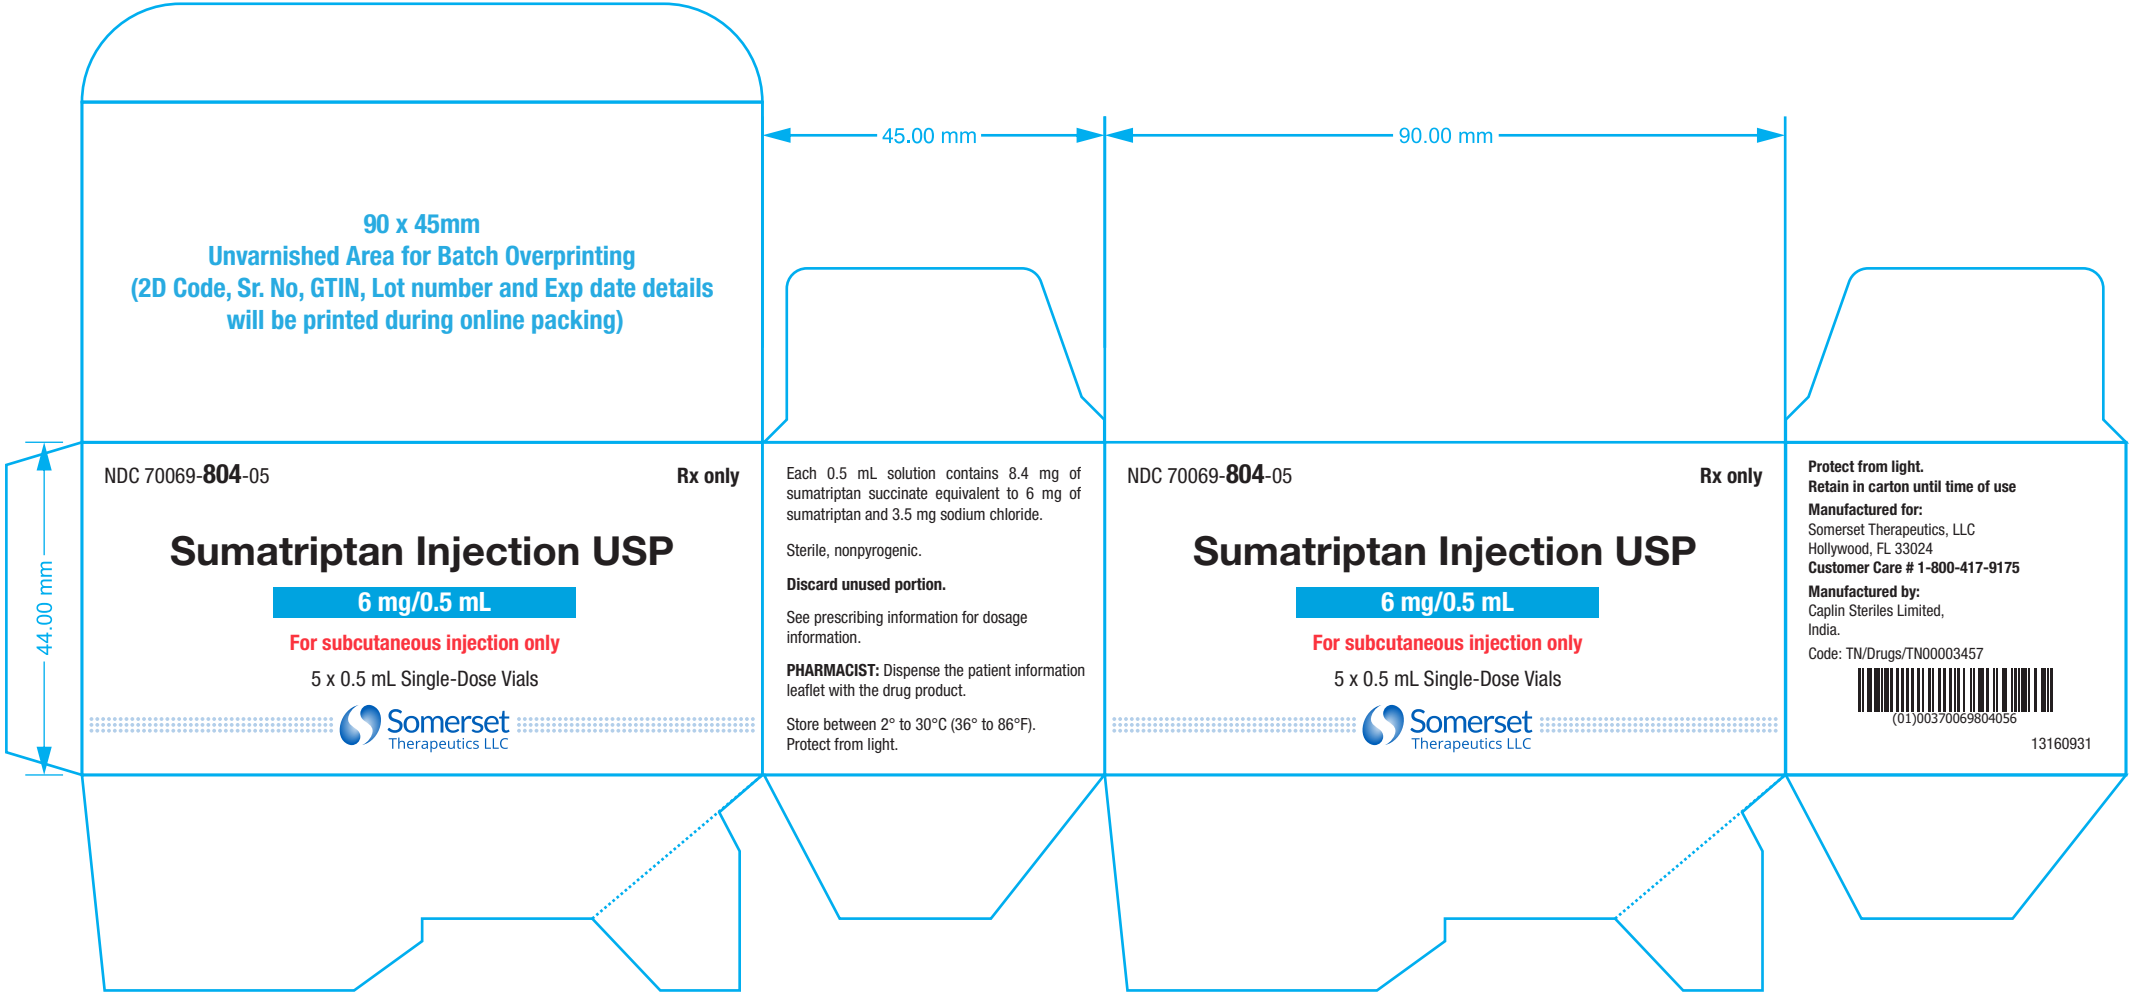 45.00 mm
90.00 mm
90 x 45mm
Unvarnished Area for Batch Overprinting
(2D Code, Sr. No, GTIN, Lot number and Exp date details
will be printed during online packing)
44.00 mm
NDC 70069-804-05
Rx only
Sumatriptan Injection USP
6 mg/0.5 mL
For subcutaneous injection only
5 x 0.5 mL Single-Dose Vials
Somerset
Therapeutics LLC
Each 0.5 mL solution contains 8.4 mg of
sumatriptan succinate equivalent to 6 mg of
sumatriptan and 3.5 mg sodium chloride.
Sterile, nonpyrogenic.
Discard unused portion.
See prescribing information for dosage
information.
PHARMACIST: Dispense the patient information
leaflet with the drug product.
Store between 2° to 30°C (36° to 86°F).
Protect from light.
NDC 70069-804-05
Rx only
Sumatriptan Injection USP
6 mg/0.5 mL
For subcutaneous injection only
5 x 0.5 mL Single-Dose Vials
Somerset
Therapeutics LLC
Protect from light.
Retain in carton until time of use
Manufactured for:
Somerset Therapeutics, LLC
Hollywood, FL 33024
Customer Care # 1-800-417-9175
Manufactured by:
Caplin Steriles Limited,
India.
Code: TN/Drugs/TN00003457
(01)00370069804056
13160931